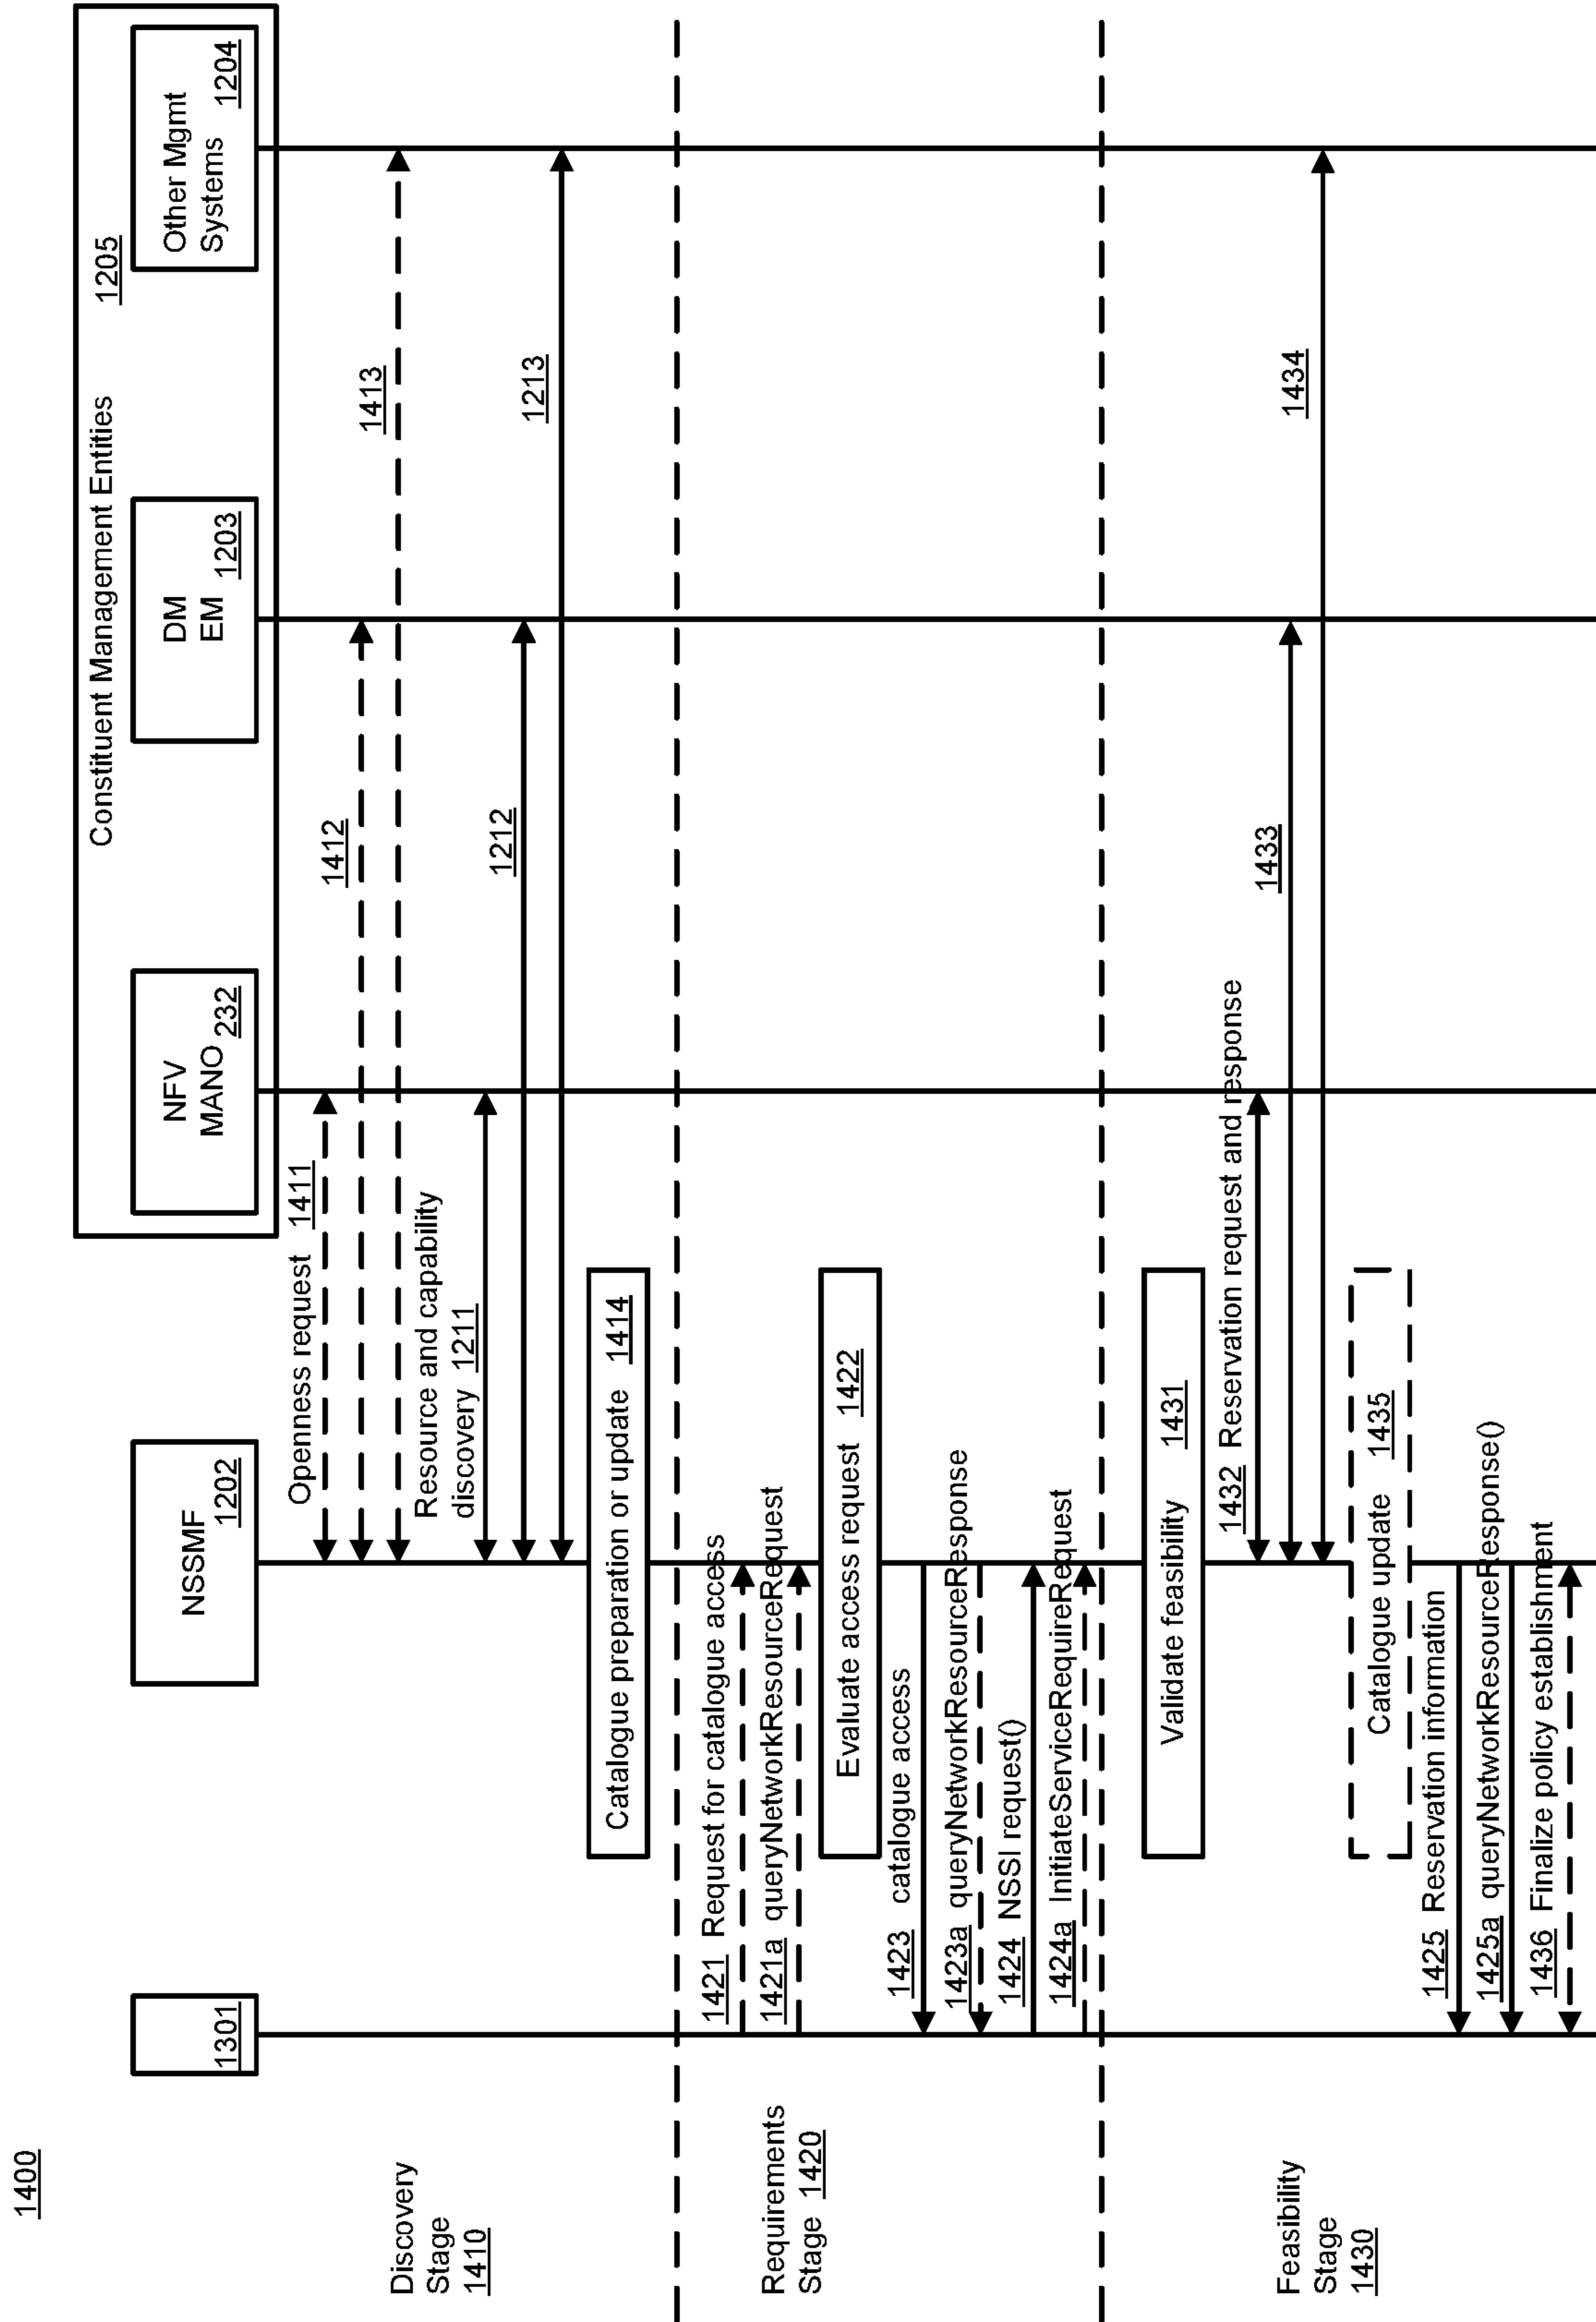 1400
Constituent Management Entities
1205
1301
NSSMF
1202
NFV
MANO 232
DM
EM 1203
Other Mgmt
Systems 1204
Discovery
Stage
1410
Openness request 1411
1412
1413
Resource and capability
discovery 1211
1212
1213
Catalogue preparation or update 1414
Requirements
Stage 1420
1421 Request for catalogue access
1421a queryNetworkResourceRequest
Evaluate access request 1422
1423 catalogue access
1423a queryNetworkResourceResponse
1424 NSSI request()
1424a InitiateServiceRequireRequest
Feasibility
Stage
1430
Validate feasibility 1431
1432 Reservation request and response
1433
1434
Catalogue update 1435
1425 Reservation information
1425a queryNetworkResourceResponse()
1436 Finalize policy establishment